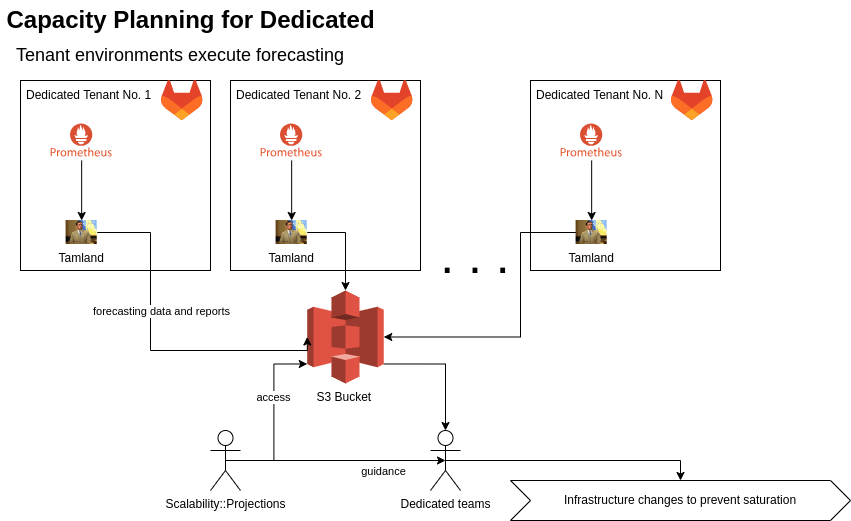 Capacity Planning for Dedicated
Tenant environments execute forecasting
Dedicated Tenant No. 1
Dedicated Tenant No. 2
Dedicated Tenant No. N
Prometheus
Prometheus
Prometheus
Tamland
Tamland
Tamland
. . .
forecasting data and reports
access
S3 Bucket
guidance
Scalability::Projections
Dedicated teams
Infrastructure changes to prevent saturation